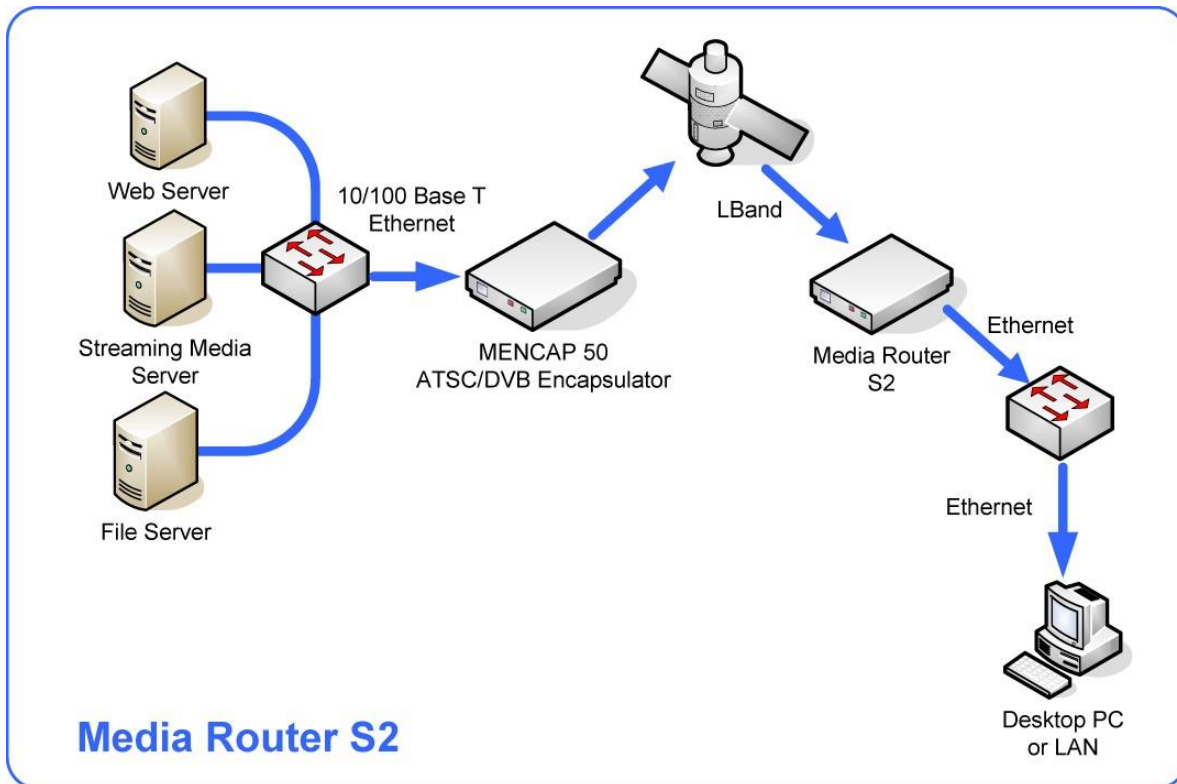 Web Server
10/100 Base T
Ethernet
LBand
Streaming Media
Server
MENCAP 50
ATSC/DVB Encapsulator
Media Router
S2
Ethernet
File Server
Ethernet
Desktop PC
or LAN
Media Router S2